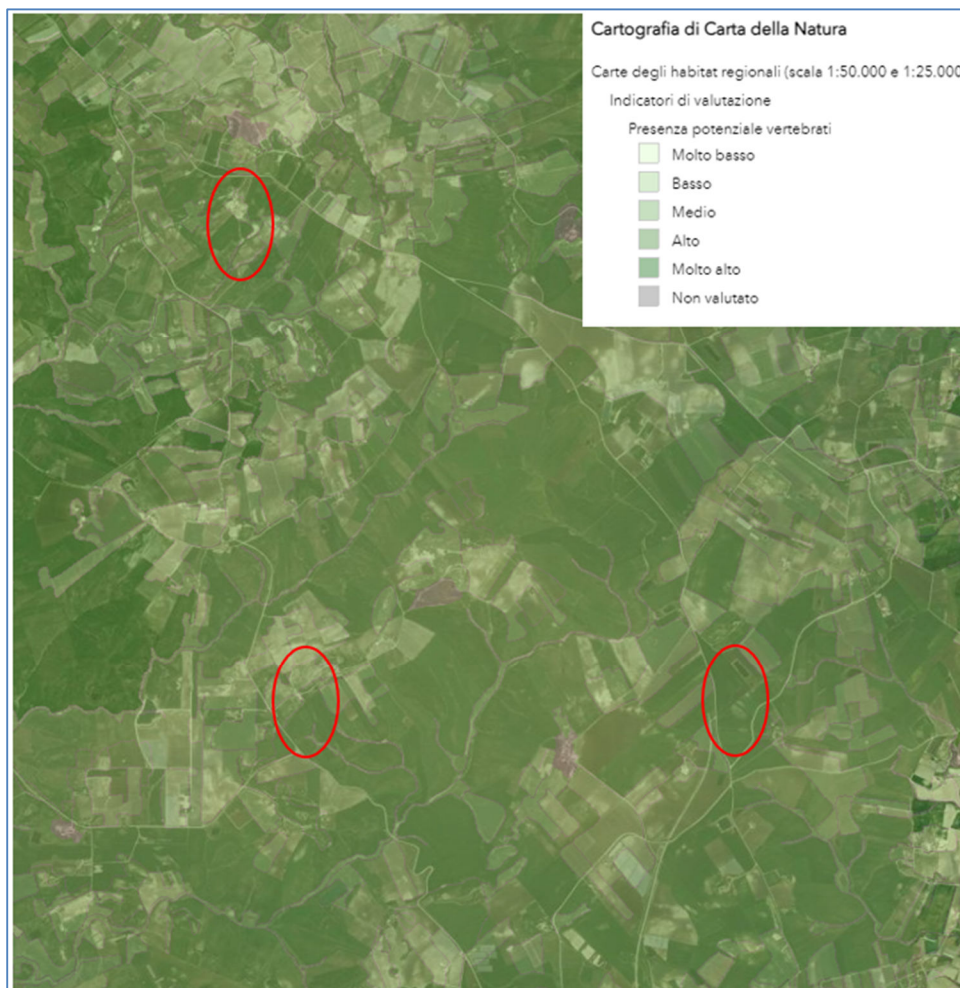 Cartografia di Carta della Natura
Carte degli habitat regionali (scala 1:50.000 e 1:25.000
Indicatori di valutazione
Presenza potenziale vertebrati
Molto basso
Basso
Medio
Alto
Molto alto
Non valutato